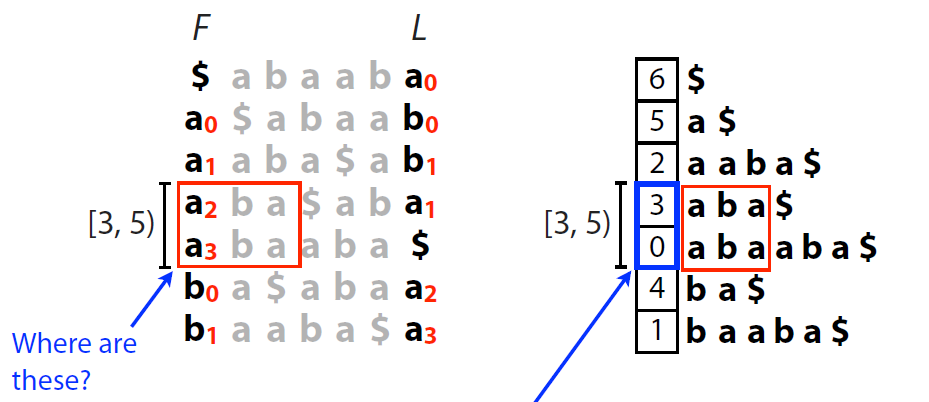 F L
$ a b a a b a0
a0 $ a b a a b0
a1 a b a $ a b1
a2 b a $ a b a1
a3 b a a b a $
b0 a $ a b a a2
b1 a a b a $ a3
[3, 5)
Where are
these?
6 $
5 a $
2 a a b a $
3 a b a $
0 a b a a b a $
4 b a $
1 b a a b a $
[3, 5)